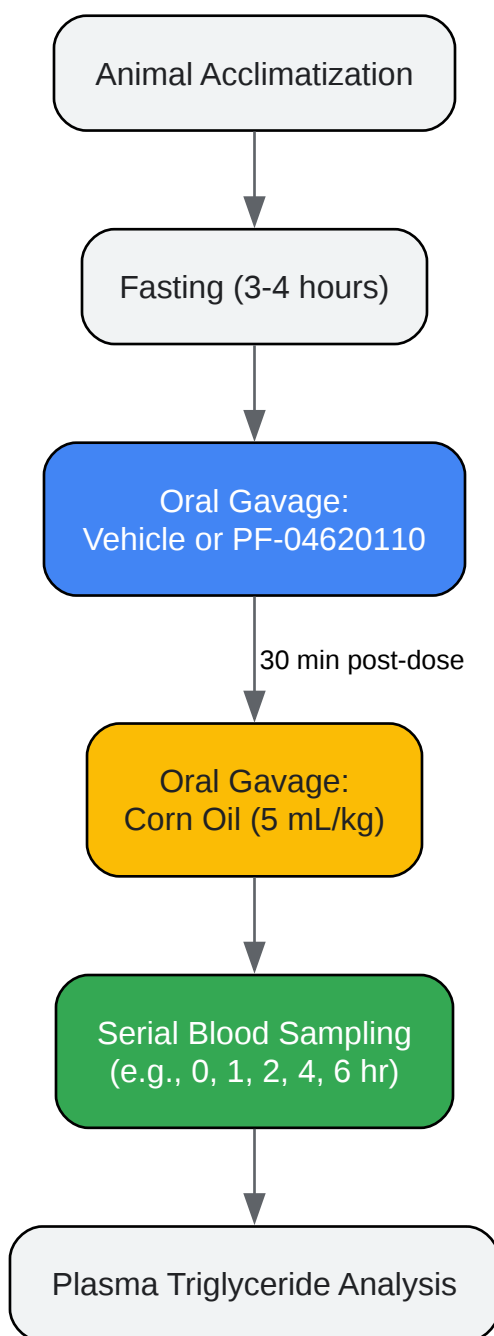 Animal Acclimatization
Fasting (3-4 hours)
Oral Gavage:
Vehicle or PF-04620110
30 min post-dose
Oral Gavage:
Corn Oil (5 mL/kg)
Serial Blood Sampling
(e.g., 0, 1, 2, 4, 6 hr)
Plasma Triglyceride Analysis